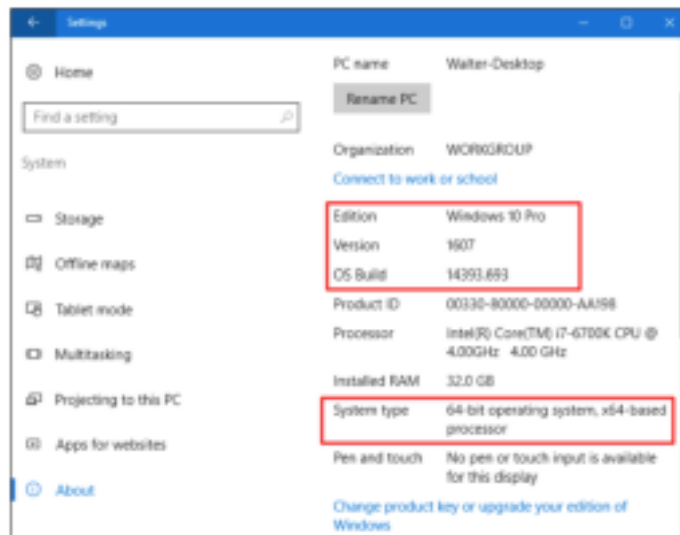 Settings
Home
Find a setting
System
Storage
Offline maps
Tablet mode
Multitasking
Projecting to this PC
Apps for websites
About
PC name Walter-Desktop
Rename PC
Organization WORKGROUP
Connect to work or school
Edition Windows 10 Pro
Version 1607
OS Build 14393.693
Product ID 00330-80000-00000-AA198
Processor Intel(R) Core(TM) i7-6700K CPU @
4.00GHz 4.00 GHz
Installed RAM 32.0 GB
System type 64-bit operating system, x64-based
processor
Pen and touch No pen or touch input is available
for this display
Change product key or upgrade your edition of
Windows